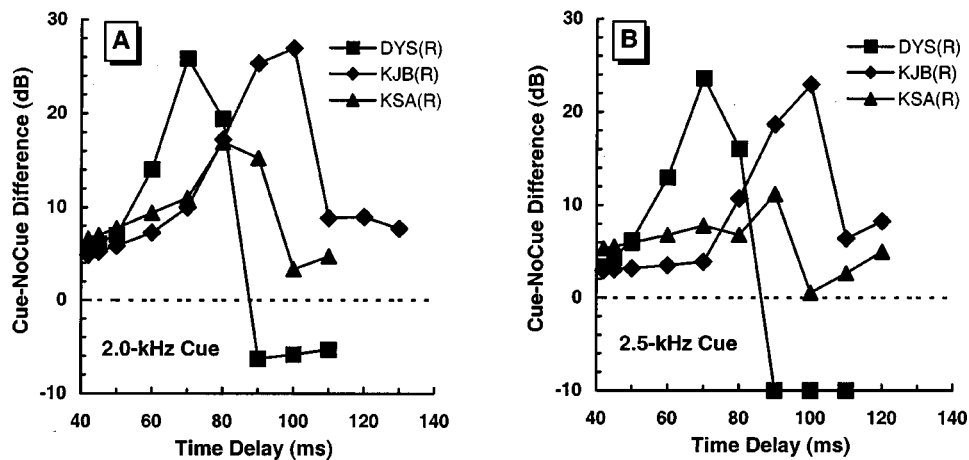 A
DYS(R)
KJB(R)
KSA(R)
Cue-NoCue Difference (dB)
30
20
10
0
-10
2.0-kHz Cue
40 60 80 100 120 140
Time Delay (ms)
B
DYS(R)
KJB(R)
KSA(R)
Cue-NoCue Difference (dB)
30
20
10
0
-10
2.5-kHz Cue
40 60 80 100 120 140
Time Delay (ms)